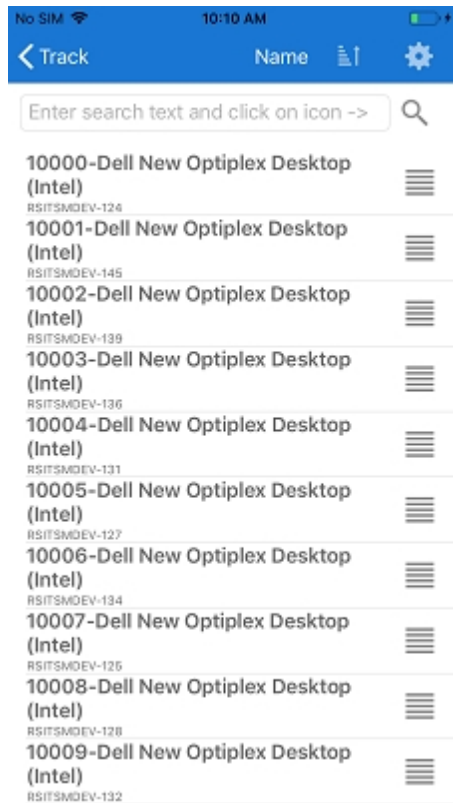 No SIM 10:10 AM
Track Name
Enter search text and click on icon ->
10000-Dell New Optiplex Desktop
(Intel)
RSITSMDEV-124
10001-Dell New Optiplex Desktop
(Intel)
RSITSMDEV-145
10002-Dell New Optiplex Desktop
(Intel)
RSITSMDEV-139
10003-Dell New Optiplex Desktop
(Intel)
RSITSMDEV-136
10004-Dell New Optiplex Desktop
(Intel)
RSITSMDEV-131
10005-Dell New Optiplex Desktop
(Intel)
RSITSMDEV-127
10006-Dell New Optiplex Desktop
(Intel)
RSITSMDEV-134
10007-Dell New Optiplex Desktop
(Intel)
RSITSMDEV-125
10008-Dell New Optiplex Desktop
(Intel)
RSITSMDEV-128
10009-Dell New Optiplex Desktop
(Intel)
RSITSMDEV-132